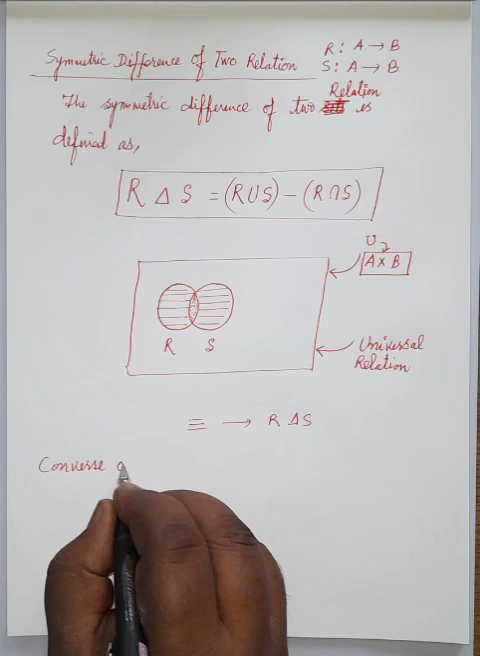 Symmetric Difference of Two Relation
R : A → B
S : A → B
The symmetric difference of two Relation is
defined as,
R Δ S = (R ∪ S) − (R ∩ S)
U
A × B
R S
Universal
Relation
≡ → R Δ S
Converse o